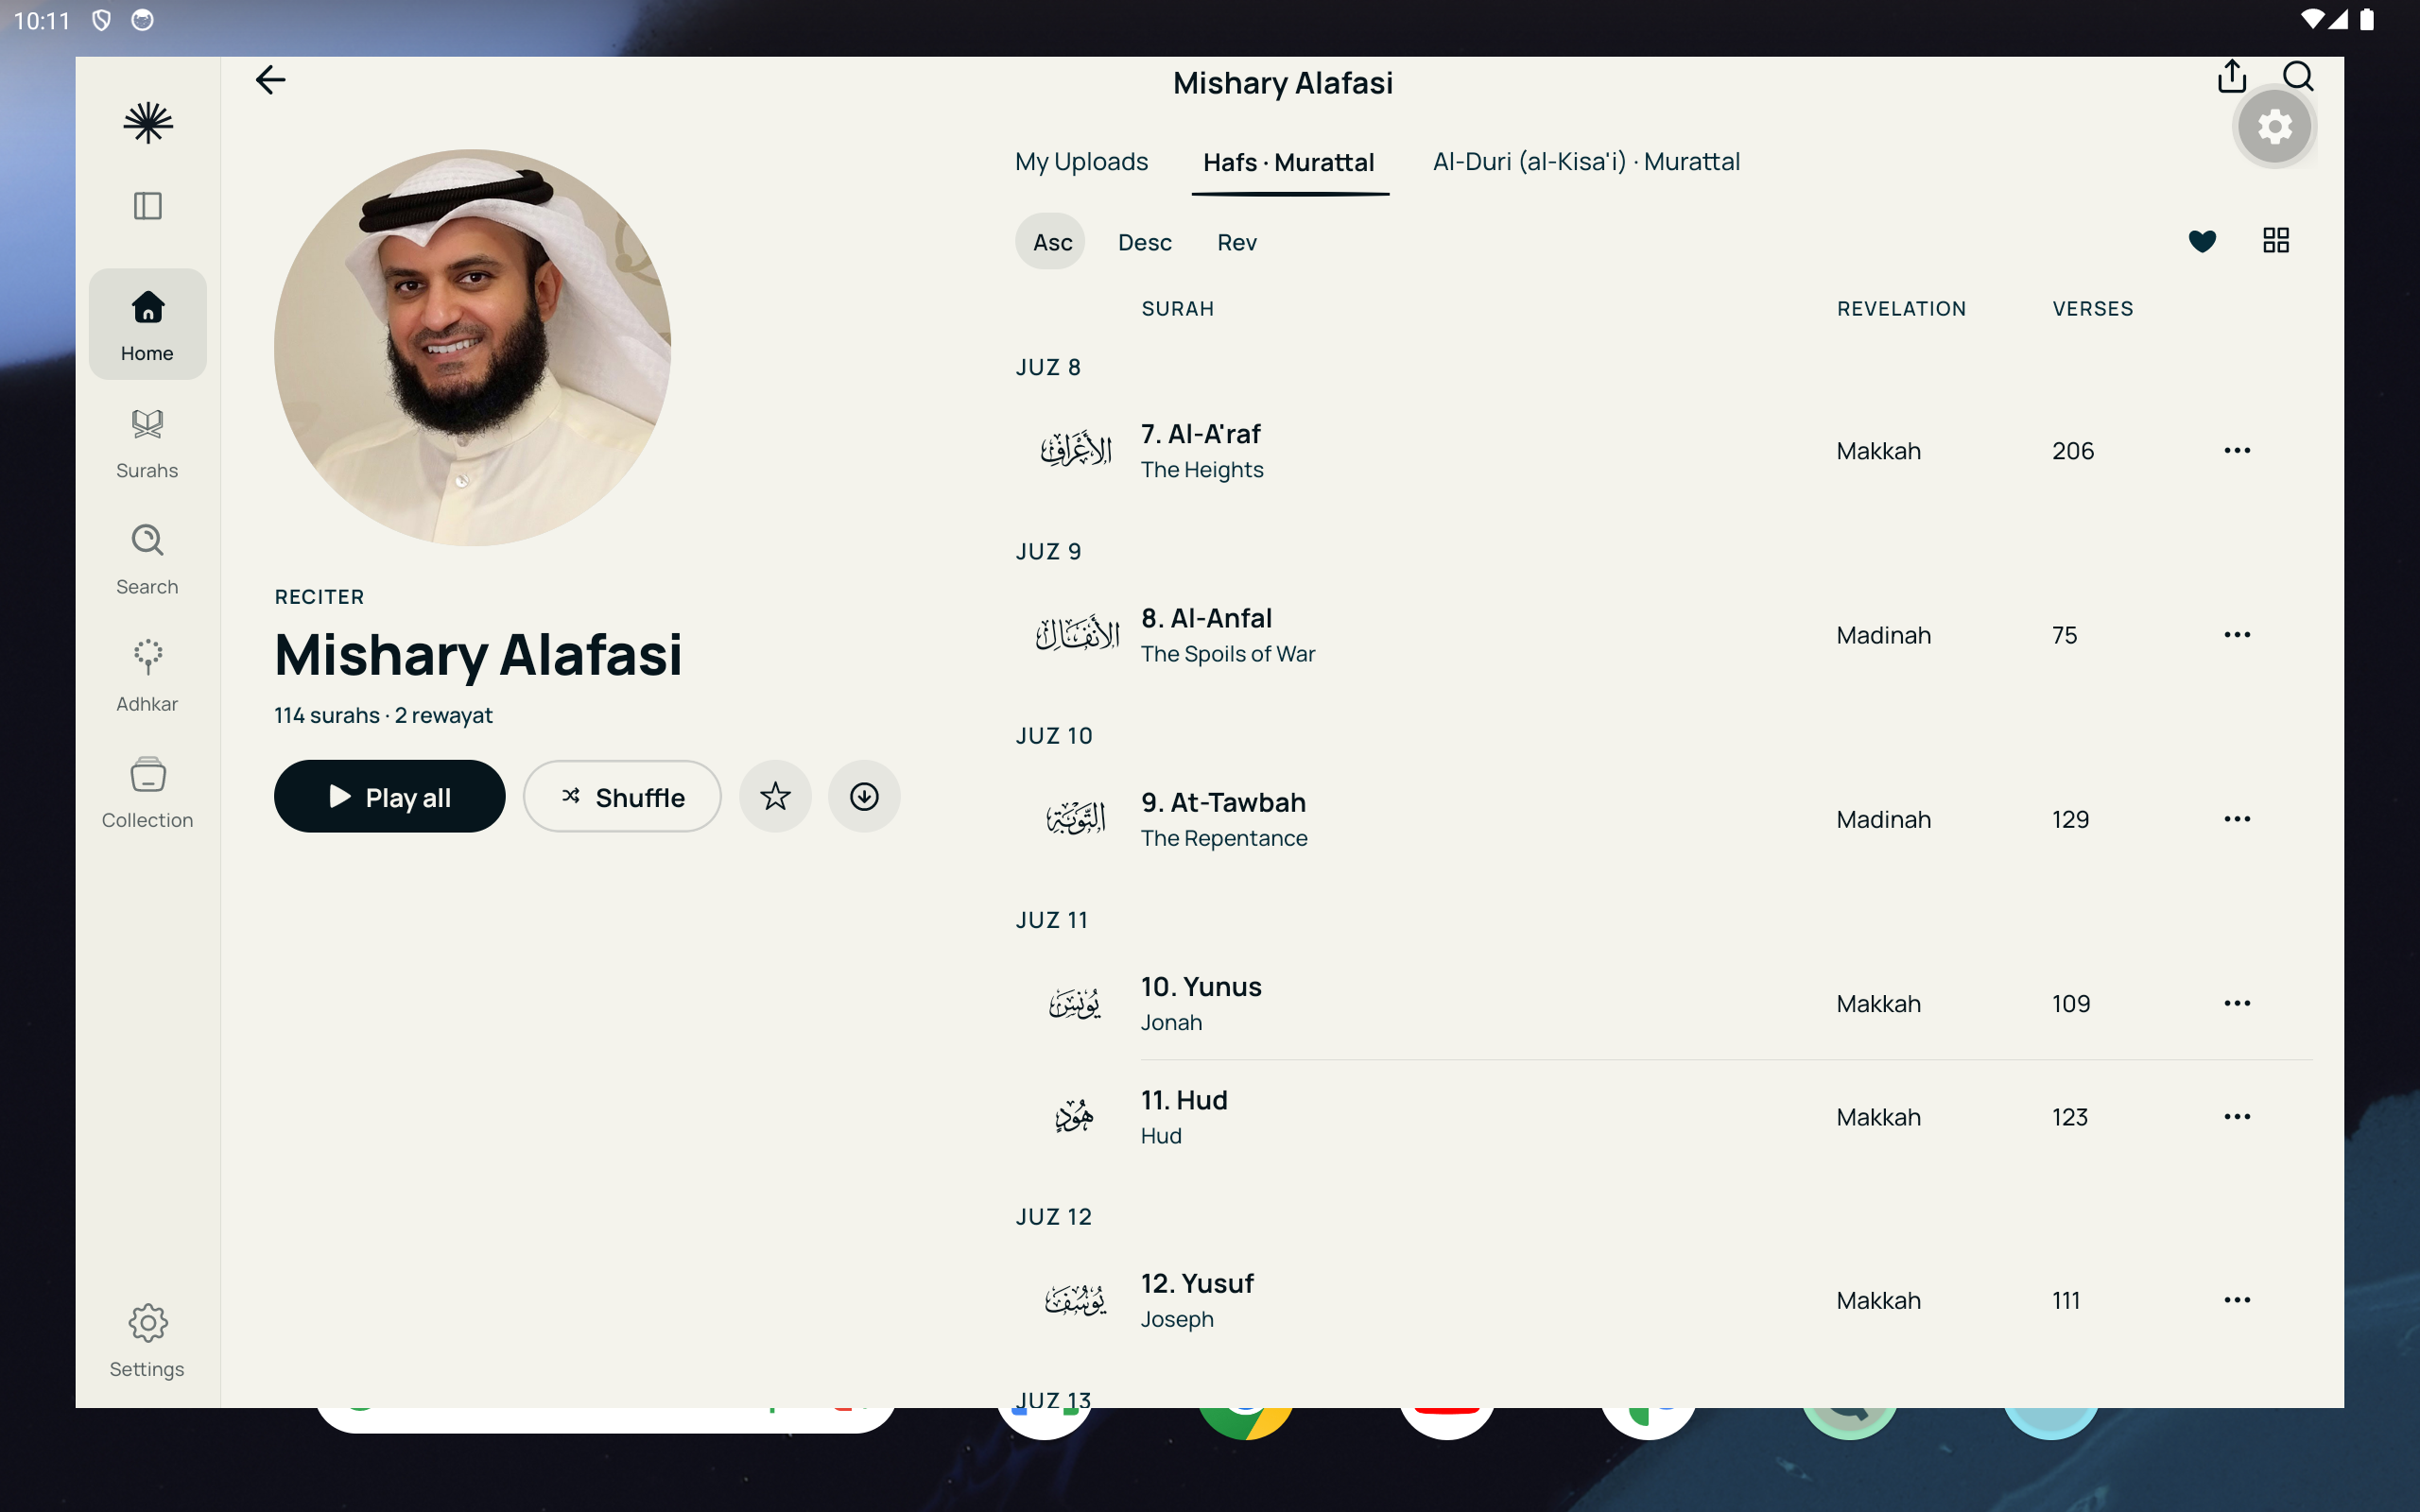 10:11
Mishary Alafasi
My Uploads
Hafs · Murattal
Al-Duri (al-Kisa'i) · Murattal
Asc
Desc
Rev
Home
Surahs
Search
Adhkar
Collection
Settings
RECITER
Mishary Alafasi
114 surahs · 2 rewayat
Play all
Shuffle
SURAH
REVELATION
VERSES
JUZ 8
الأعراف
7. Al-A'raf
The Heights
Makkah
206
JUZ 9
الأنفال
8. Al-Anfal
The Spoils of War
Madinah
75
JUZ 10
التوبة
9. At-Tawbah
The Repentance
Madinah
129
JUZ 11
يونس
10. Yunus
Jonah
Makkah
109
هود
11. Hud
Hud
Makkah
123
JUZ 12
يوسف
12. Yusuf
Joseph
Makkah
111
JUZ 13